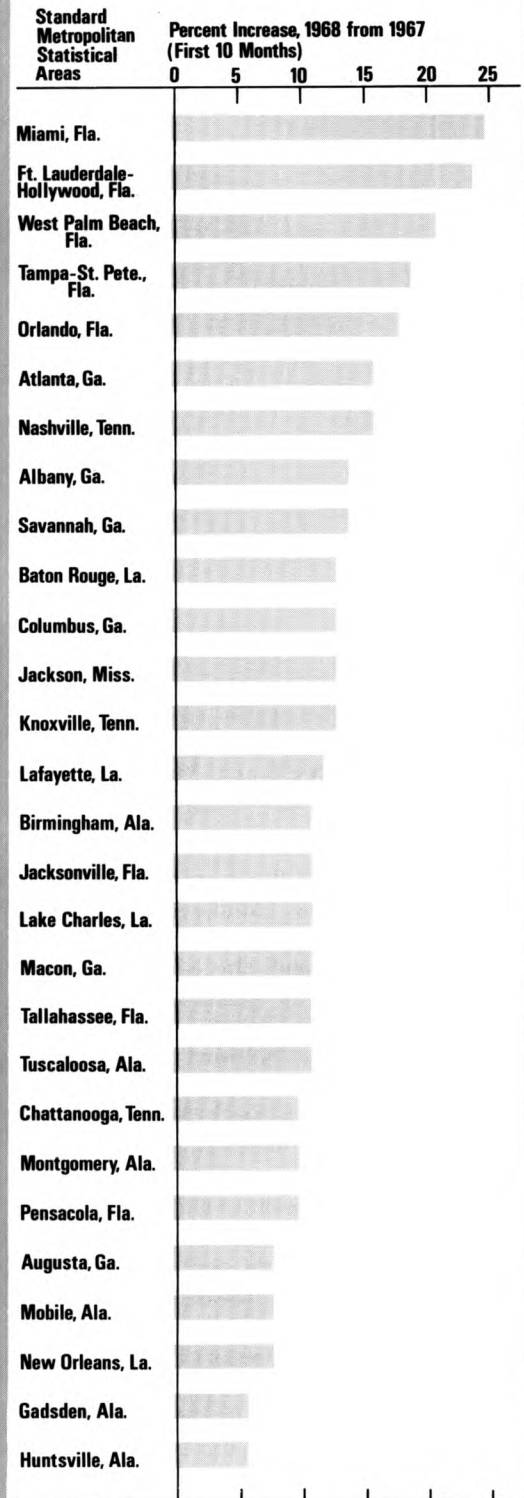 Standard
Metropolitan
Statistical
Areas
Percent Increase, 1968 from 1967
(First 10 Months)
0 5 10 15 20 25
Miami, Fla.
Ft. Lauderdale-
Hollywood, Fla.
West Palm Beach,
Fla.
Tampa-St. Pete.,
Fla.
Orlando, Fla.
Atlanta, Ga.
Nashville, Tenn.
Albany, Ga.
Savannah, Ga.
Baton Rouge, La.
Columbus, Ga.
Jackson, Miss.
Knoxville, Tenn.
Lafayette, La.
Birmingham, Ala.
Jacksonville, Fla.
Lake Charles, La.
Macon, Ga.
Tallahassee, Fla.
Tuscaloosa, Ala.
Chattanooga, Tenn.
Montgomery, Ala.
Pensacola, Fla.
Augusta, Ga.
Mobile, Ala.
New Orleans, La.
Gadsden, Ala.
Huntsville, Ala.